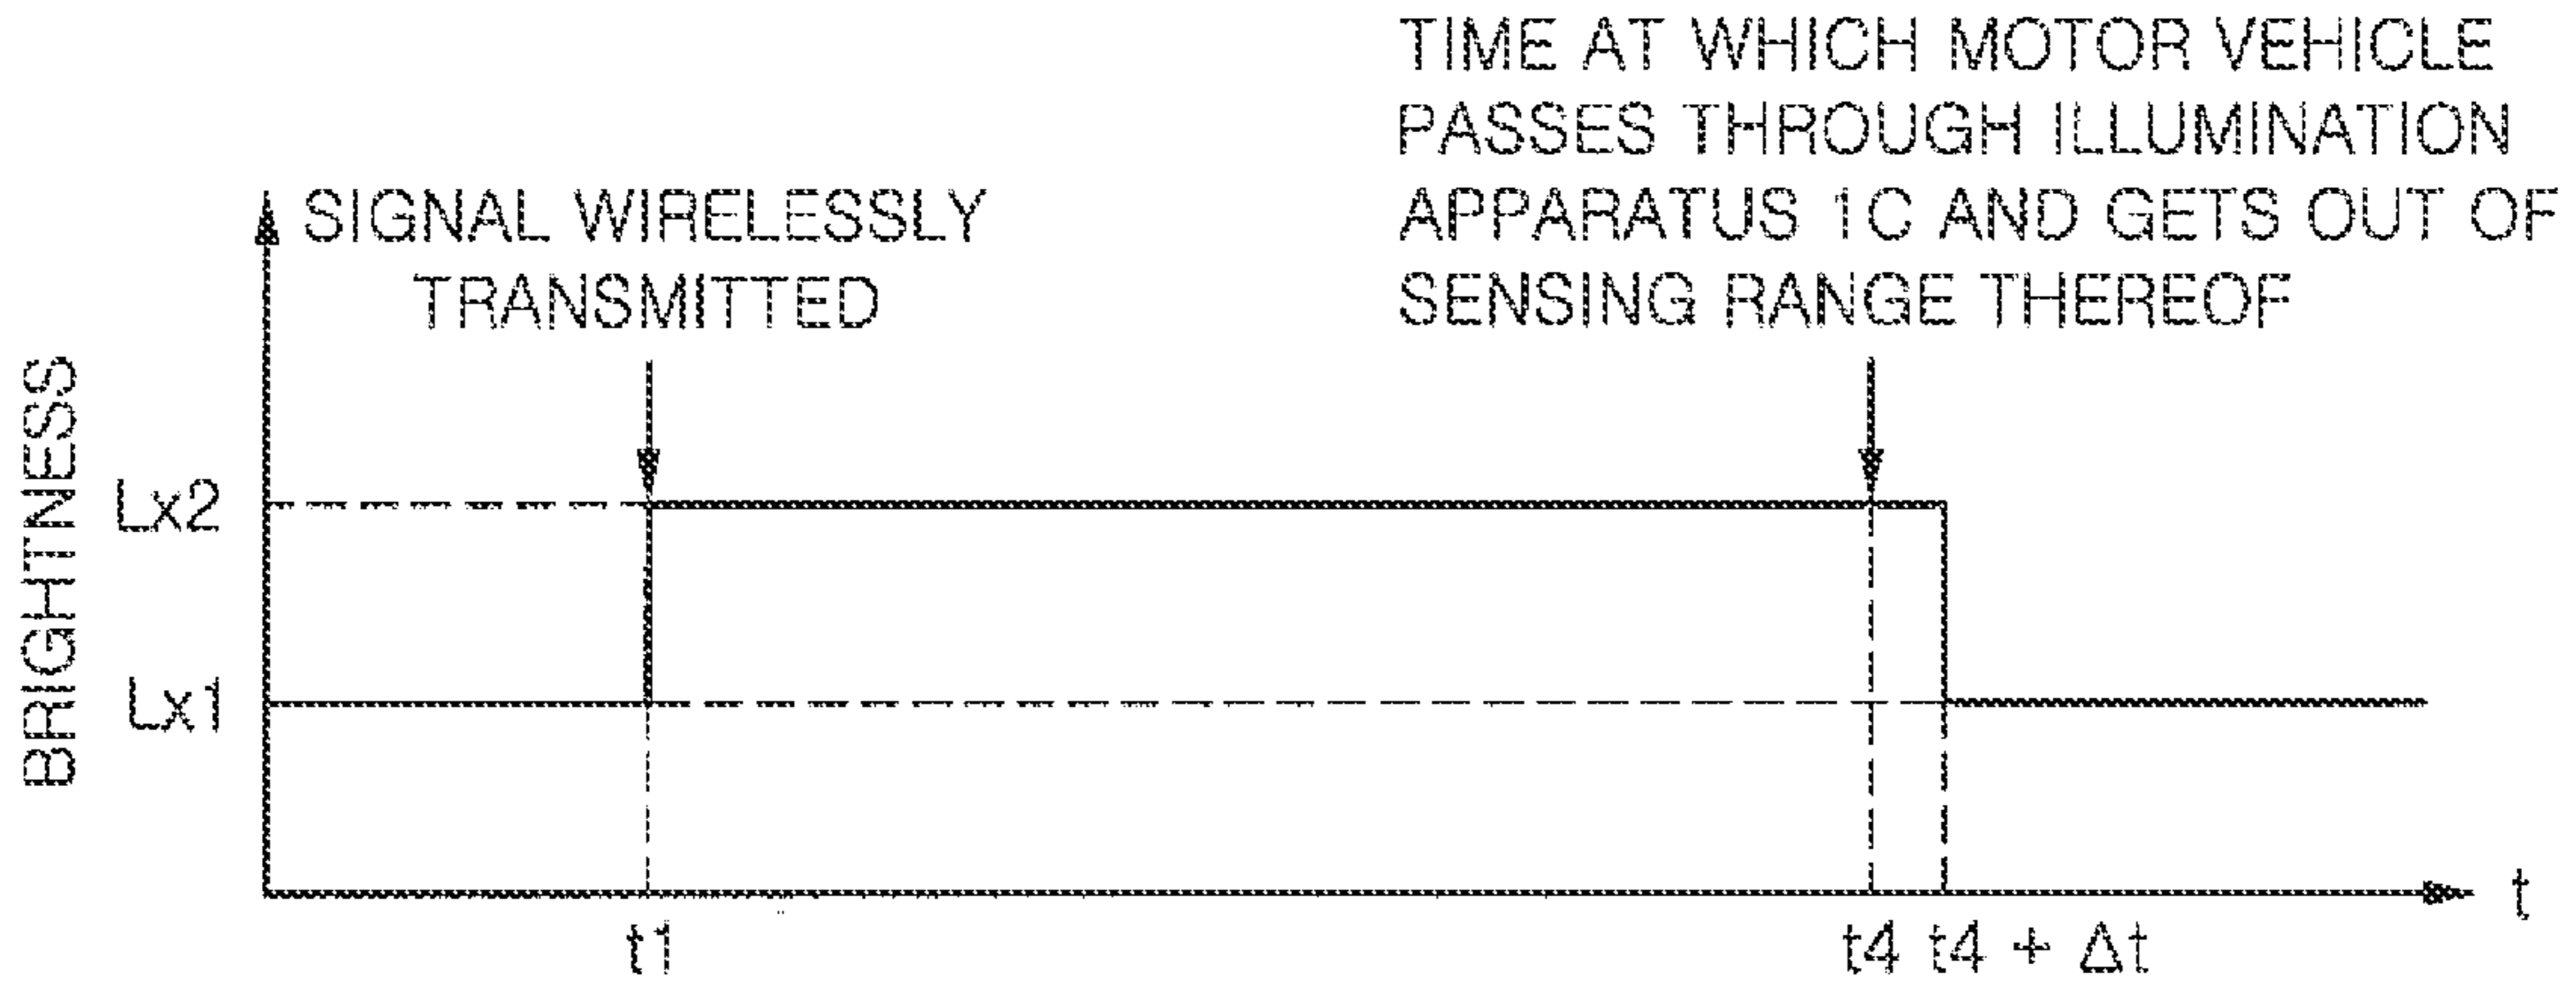 TIME AT WHICH MOTOR VEHICLE
PASSES THROUGH ILLUMINATION
APPARATUS 1C AND GETS OUT OF
SENSING RANGE THEREOF
SIGNAL WIRELESSLY
TRANSMITTED
BRIGHTNESS
Lx2
Lx1
t
t1
t4
t4 + Δt